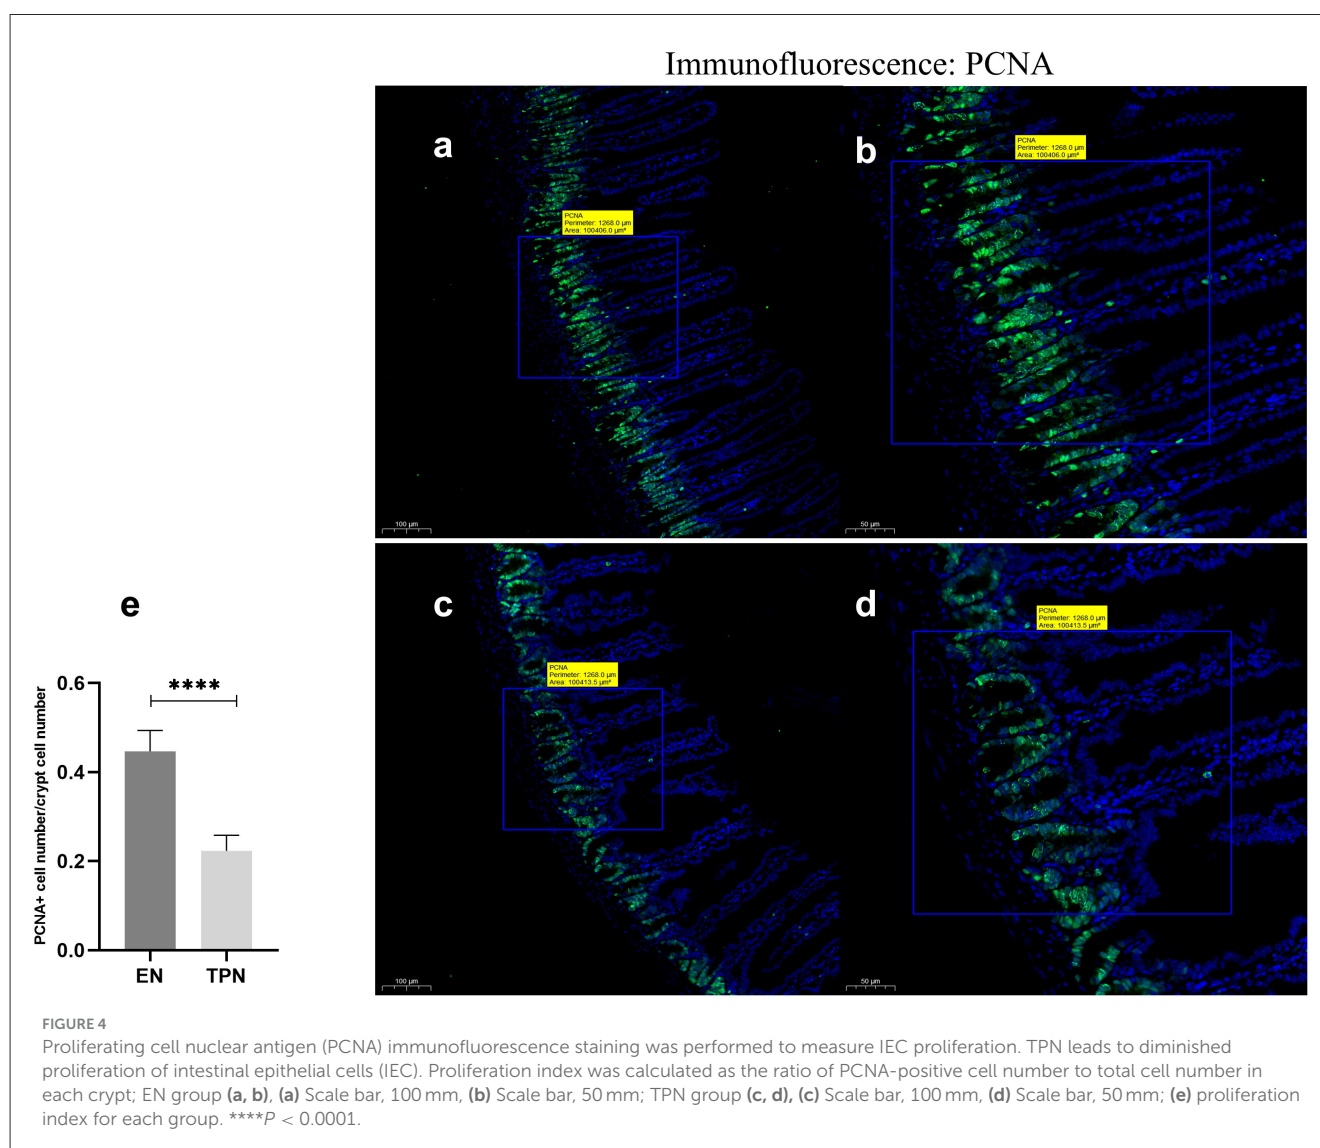 Immunofluorescence: PCNA
a
PCNA
Perimeter: 1268.0 µm
Area: 100406.0 µm²
100 µm
b
PCNA
Perimeter: 1268.0 µm
Area: 100406.0 µm²
50 µm
c
PCNA
Perimeter: 1268.0 µm
Area: 100413.5 µm²
100 µm
d
PCNA
Perimeter: 1268.0 µm
Area: 100413.5 µm²
50 µm
e
PCNA+ cell number/crypt cell number
0.6
0.4
0.2
0.0
****
EN
TPN
FIGURE 4
Proliferating cell nuclear antigen (PCNA) immunofluorescence staining was performed to measure IEC proliferation. TPN leads to diminished
proliferation of intestinal epithelial cells (IEC). Proliferation index was calculated as the ratio of PCNA-positive cell number to total cell number in
each crypt; EN group (a, b), (a) Scale bar, 100 mm, (b) Scale bar, 50 mm; TPN group (c, d), (c) Scale bar, 100 mm, (d) Scale bar, 50 mm; (e) proliferation
index for each group. ****P < 0.0001.